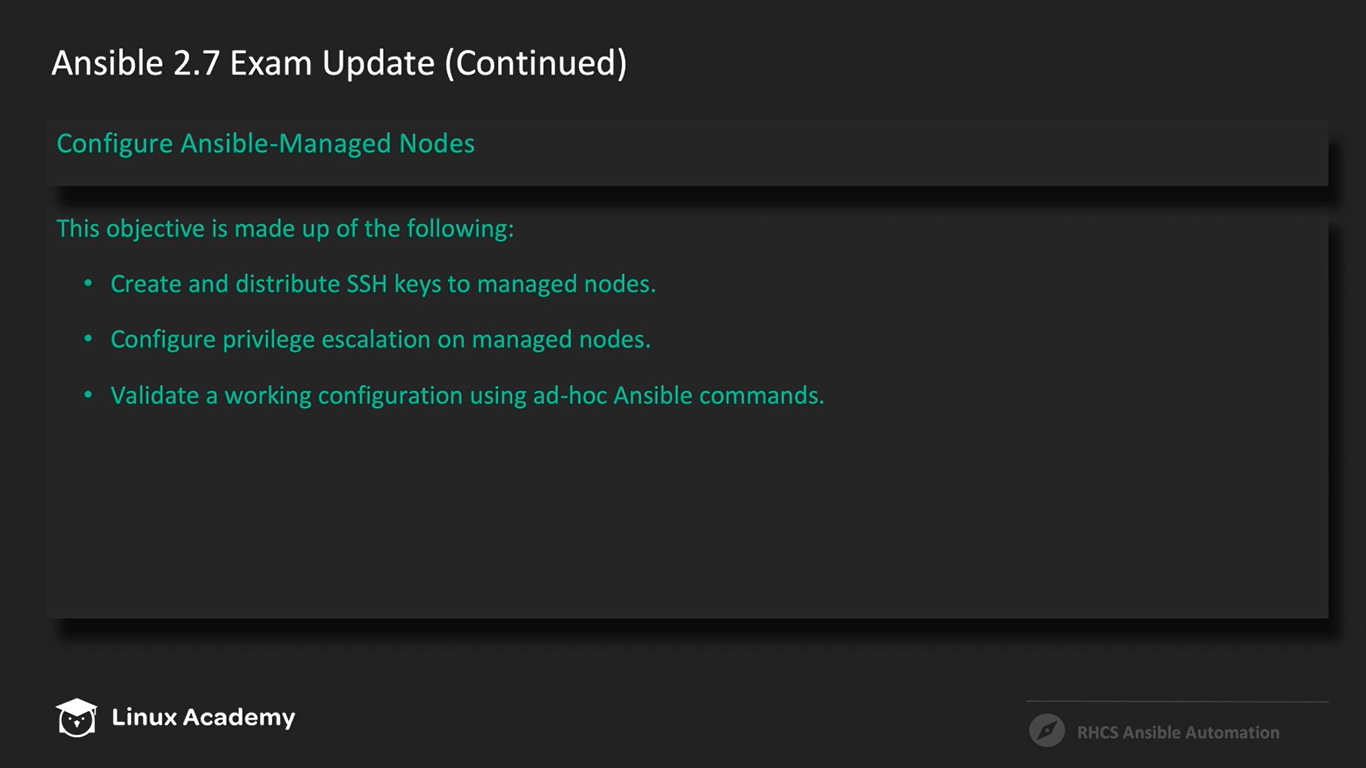 Ansible 2.7 Exam Update (Continued)
Configure Ansible-Managed Nodes
This objective is made up of the following:
• Create and distribute SSH keys to managed nodes.
• Configure privilege escalation on managed nodes.
• Validate a working configuration using ad-hoc Ansible commands.
Linux Academy
RHCS Ansible Automation